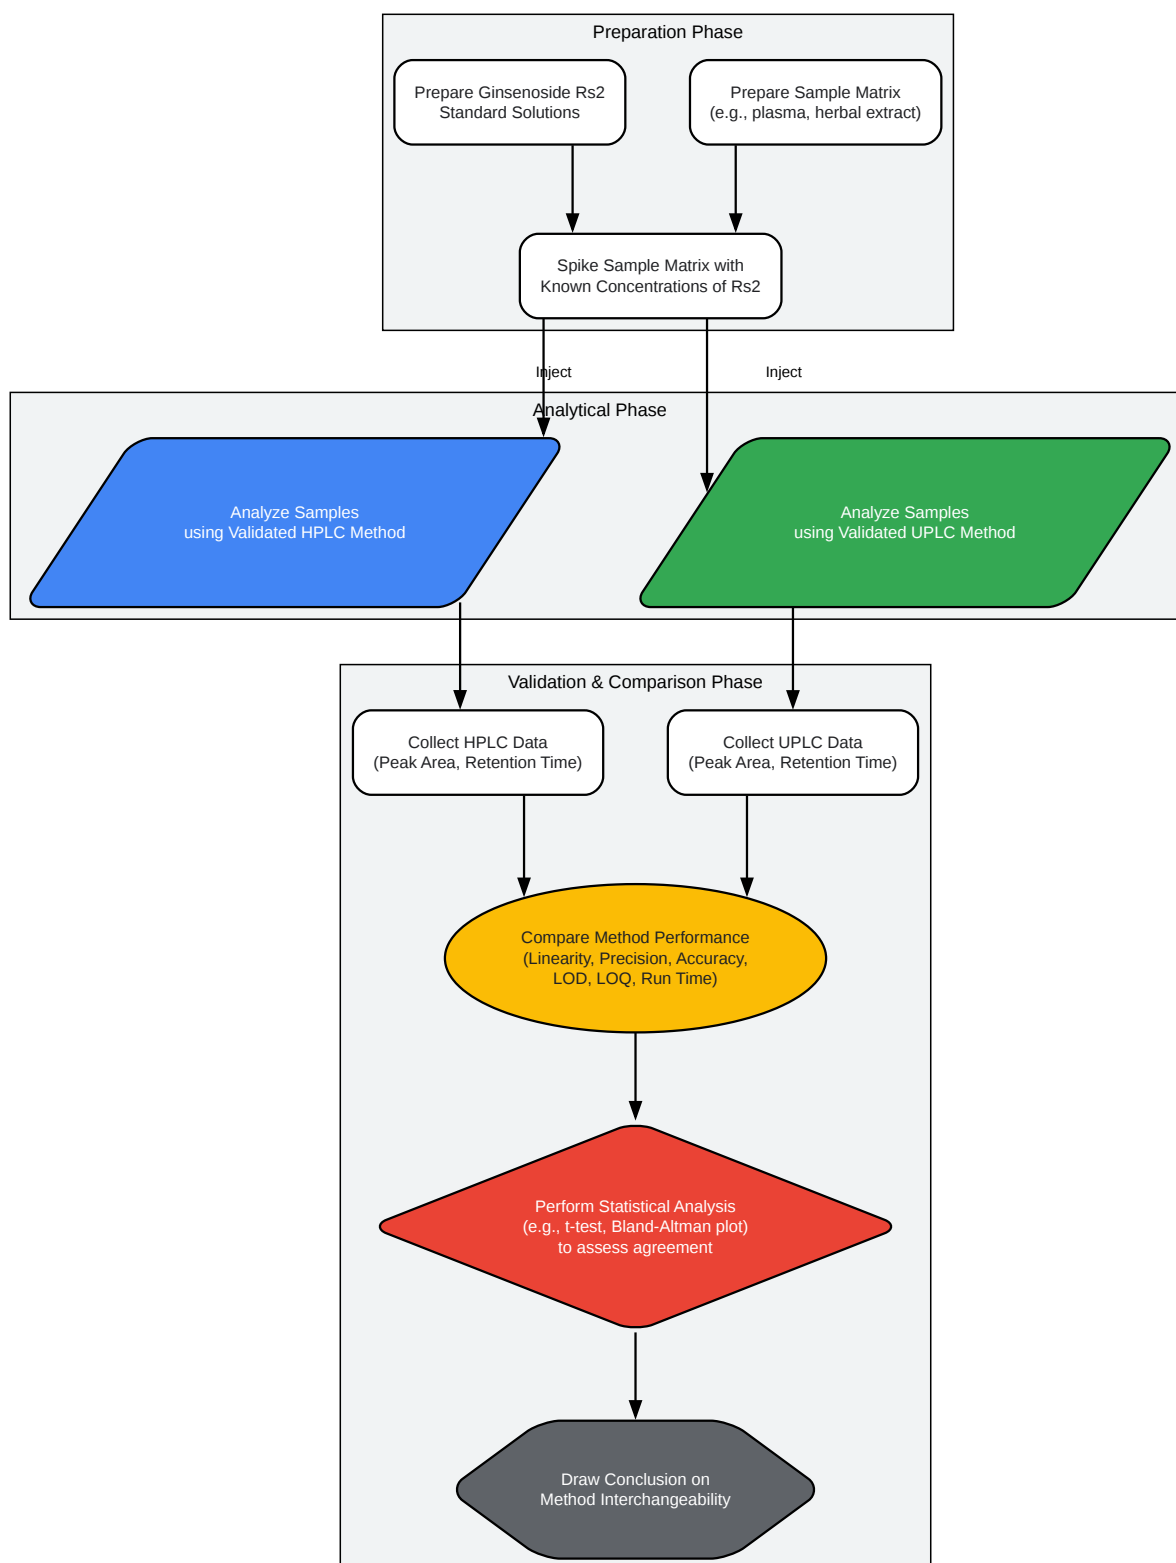 Preparation Phase
Prepare Ginsenoside Rs2
Standard Solutions
Prepare Sample Matrix
(e.g., plasma, herbal extract)
Spike Sample Matrix with
Known Concentrations of Rs2
Inject
Inject
Analytical Phase
Analyze Samples
using Validated HPLC Method
Analyze Samples
using Validated UPLC Method
Validation & Comparison Phase
Collect HPLC Data
(Peak Area, Retention Time)
Collect UPLC Data
(Peak Area, Retention Time)
Compare Method Performance
(Linearity, Precision, Accuracy,
LOD, LOQ, Run Time)
Perform Statistical Analysis
(e.g., t-test, Bland-Altman plot)
to assess agreement
Draw Conclusion on
Method Interchangeability